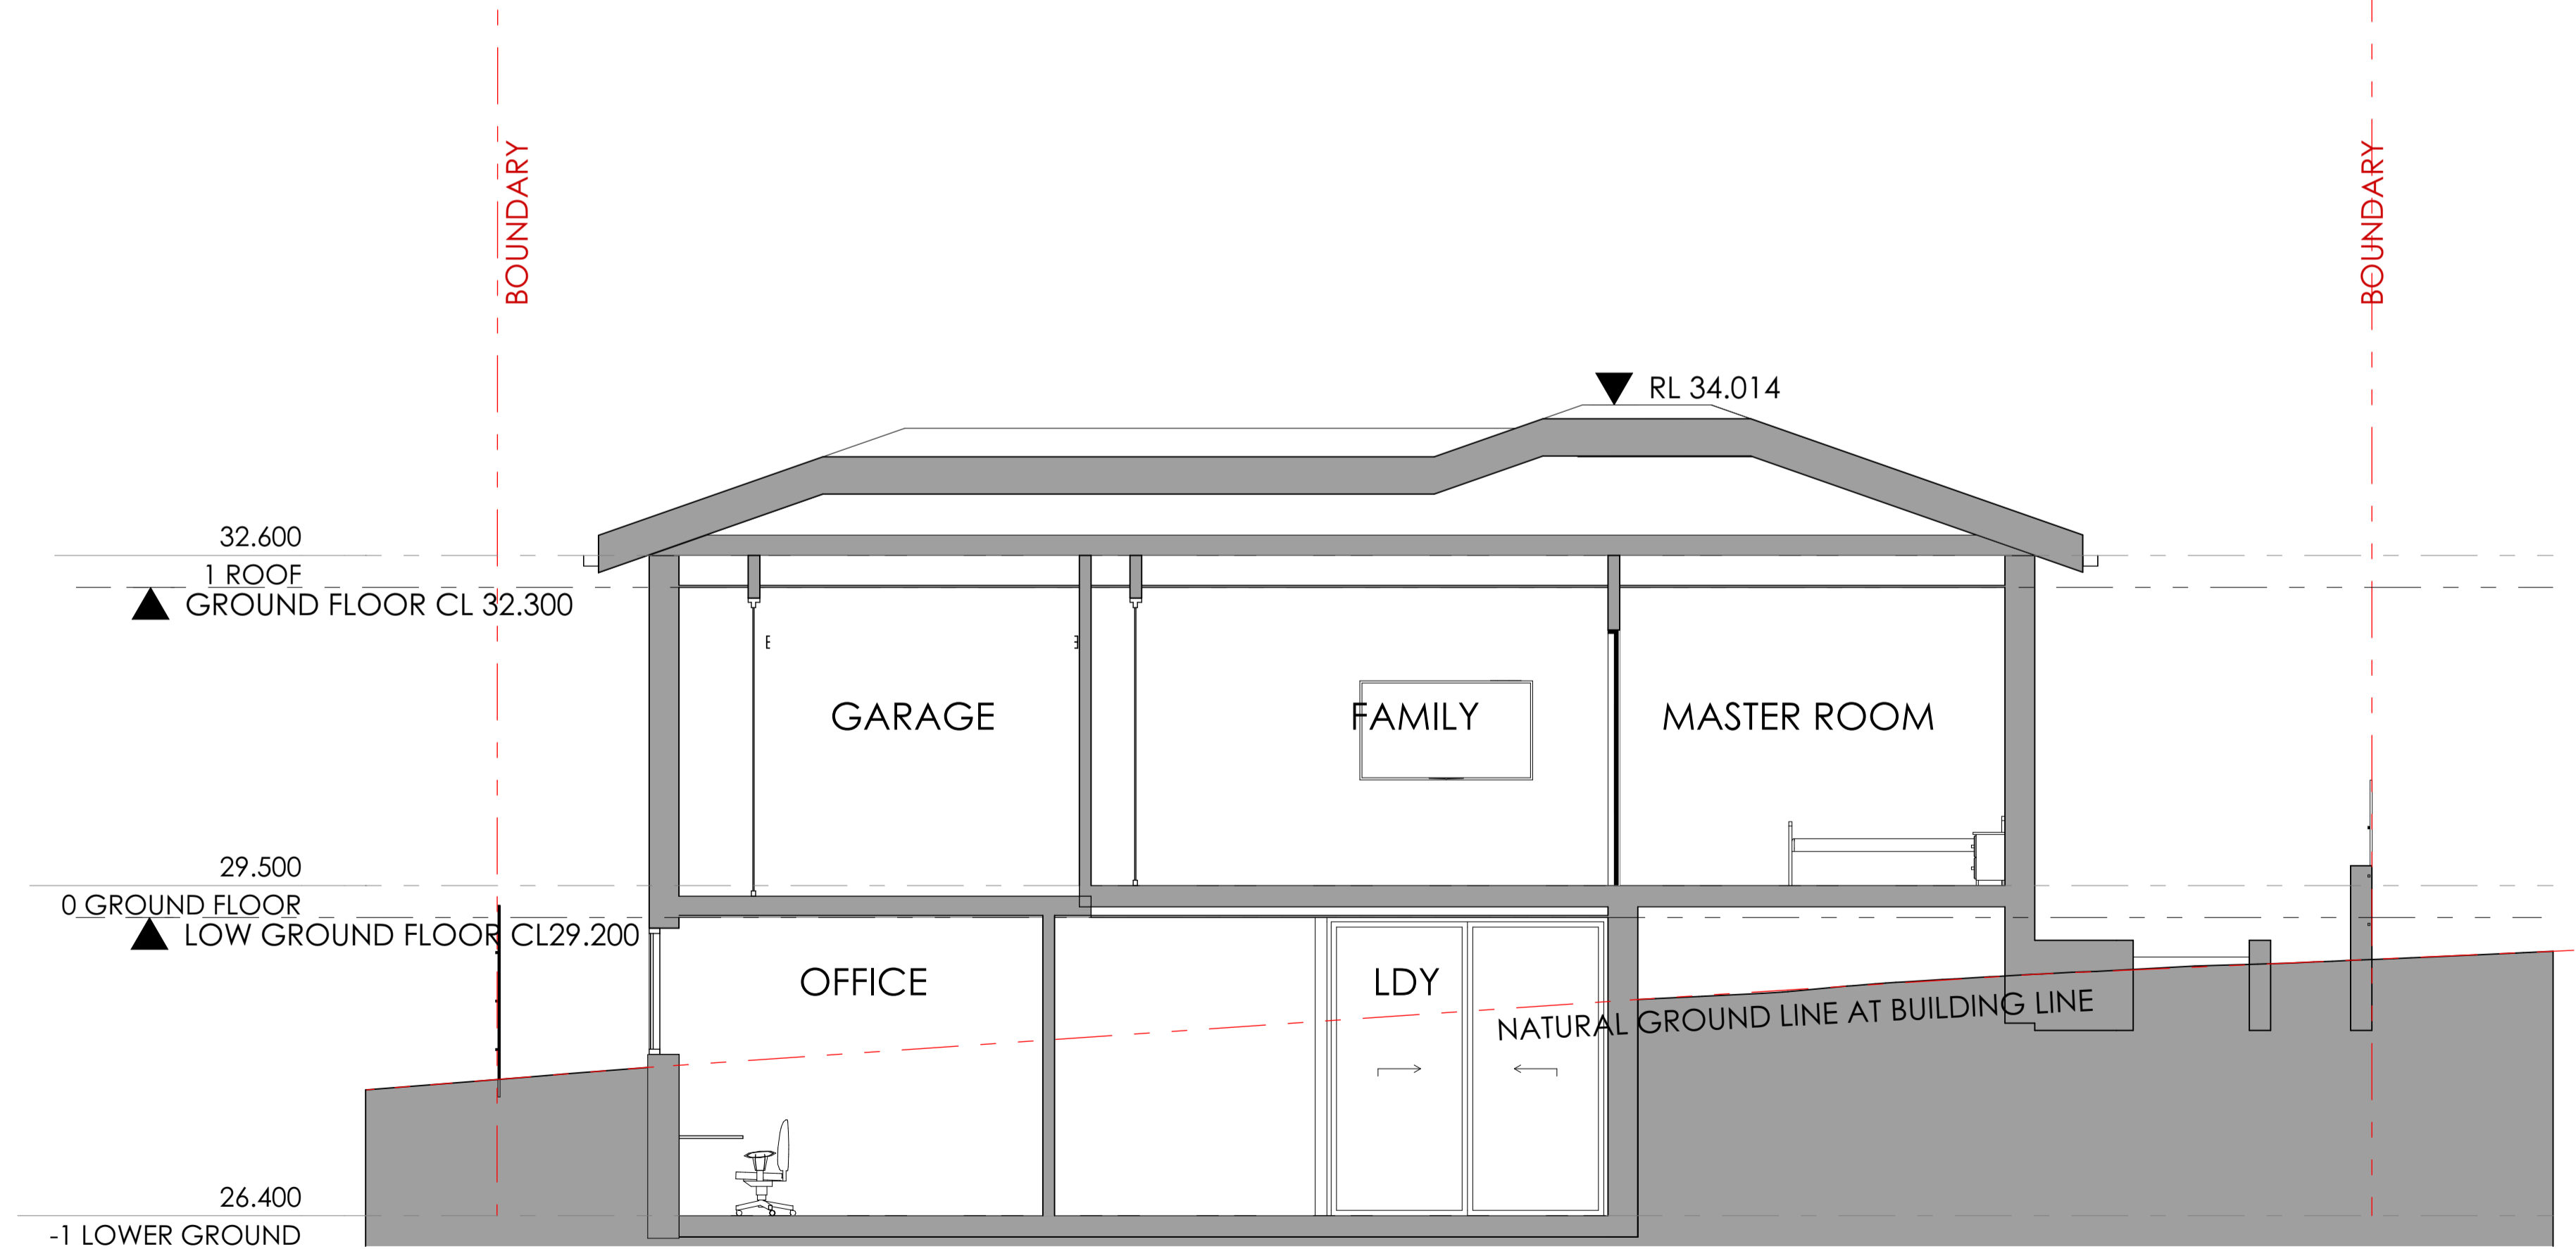 BOUNDARY
BOUNDARY
RL 34.014
32.600
1 ROOF
GROUND FLOOR CL 32.300
GARAGE
FAMILY
MASTER ROOM
29.500
0 GROUND FLOOR
LOW GROUND FLOOR CL29.200
OFFICE
LDY
NATURAL GROUND LINE AT BUILDING LINE
26.400
-1 LOWER GROUND